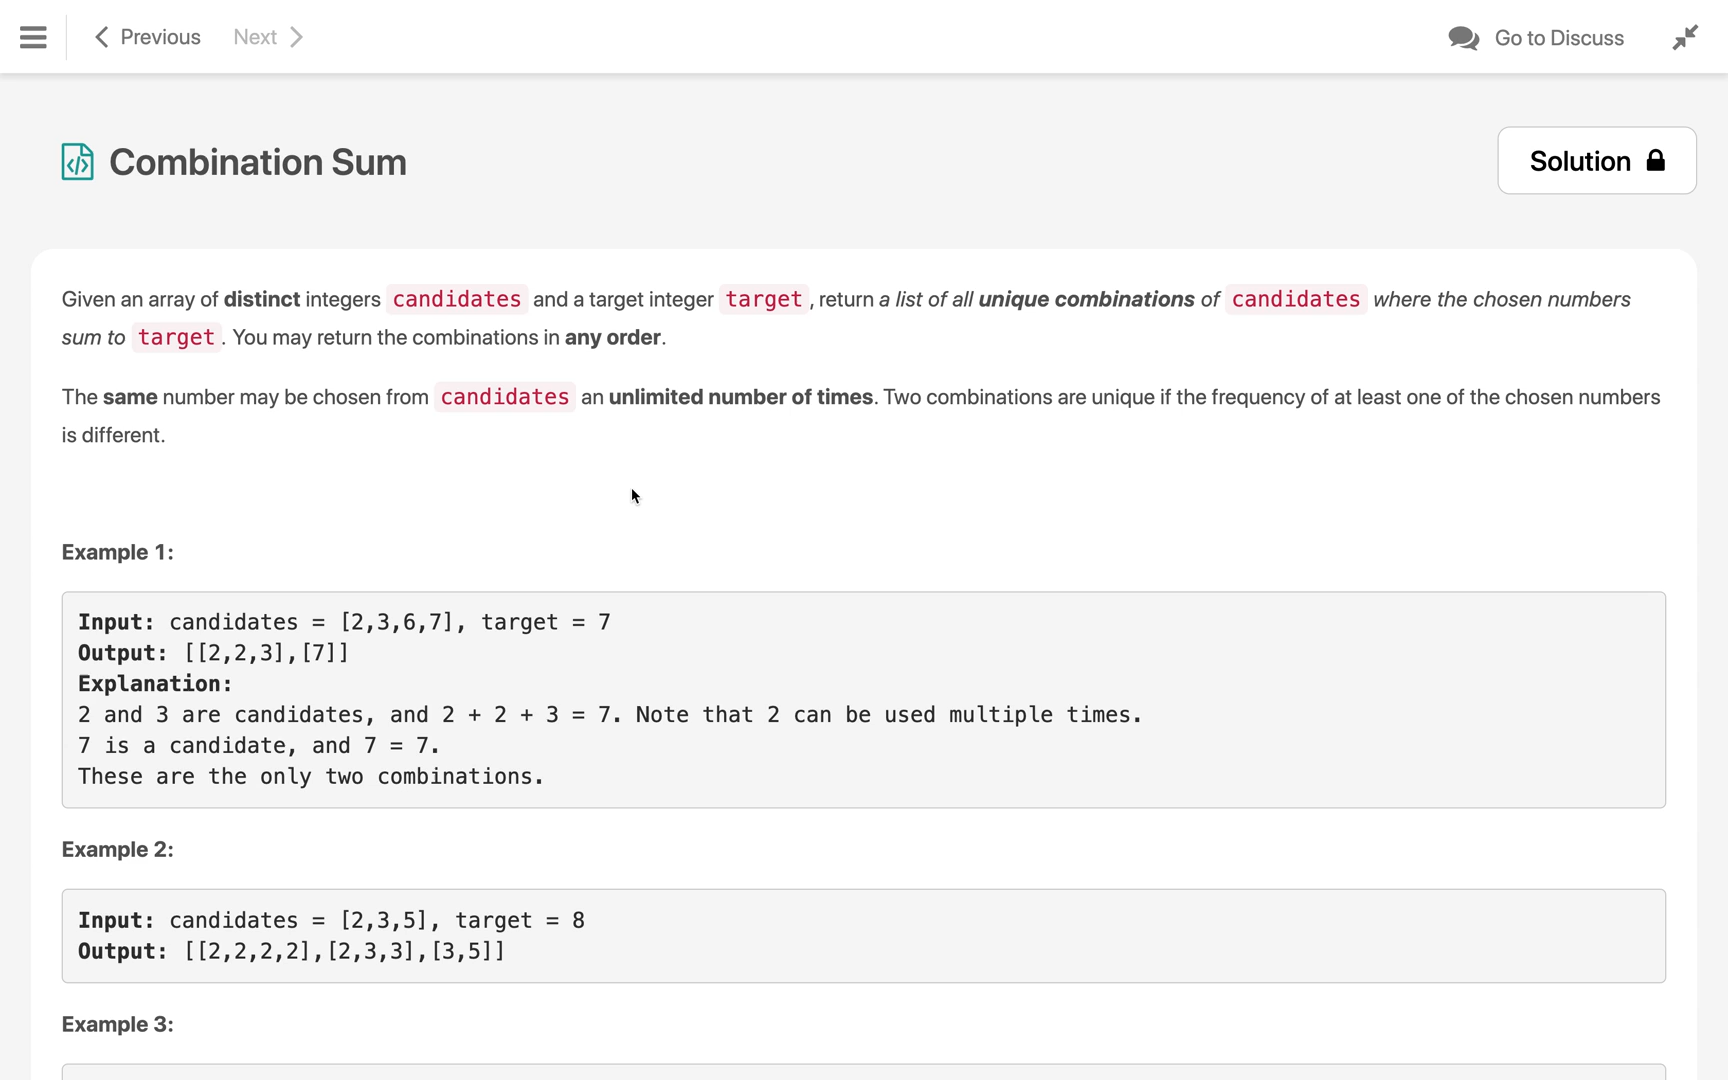 Previous Next Go to Discuss
Combination Sum
Solution
Given an array of distinct integers candidates and a target integer target, return a list of all unique combinations of candidates where the chosen numbers
sum to target. You may return the combinations in any order.
The same number may be chosen from candidates an unlimited number of times. Two combinations are unique if the frequency of at least one of the chosen numbers
is different.
Example 1:
Input: candidates = [2,3,6,7], target = 7
Output: [[2,2,3],[7]]
Explanation:
2 and 3 are candidates, and 2 + 2 + 3 = 7. Note that 2 can be used multiple times.
7 is a candidate, and 7 = 7.
These are the only two combinations.
Example 2:
Input: candidates = [2,3,5], target = 8
Output: [[2,2,2,2],[2,3,3],[3,5]]
Example 3: